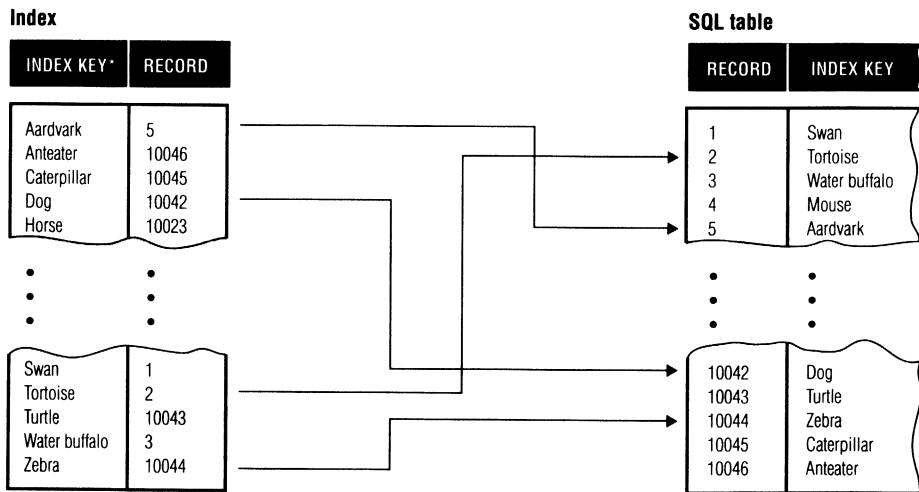 Index
INDEX KEY* RECORD
Aardvark 5
Anteater 10046
Caterpillar 10045
Dog 10042
Horse 10023
Swan 1
Tortoise 2
Turtle 10043
Water buffalo 3
Zebra 10044
SQL table
RECORD INDEX KEY
1 Swan
2 Tortoise
3 Water buffalo
4 Mouse
5 Aardvark
10042 Dog
10043 Turtle
10044 Zebra
10045 Caterpillar
10046 Anteater